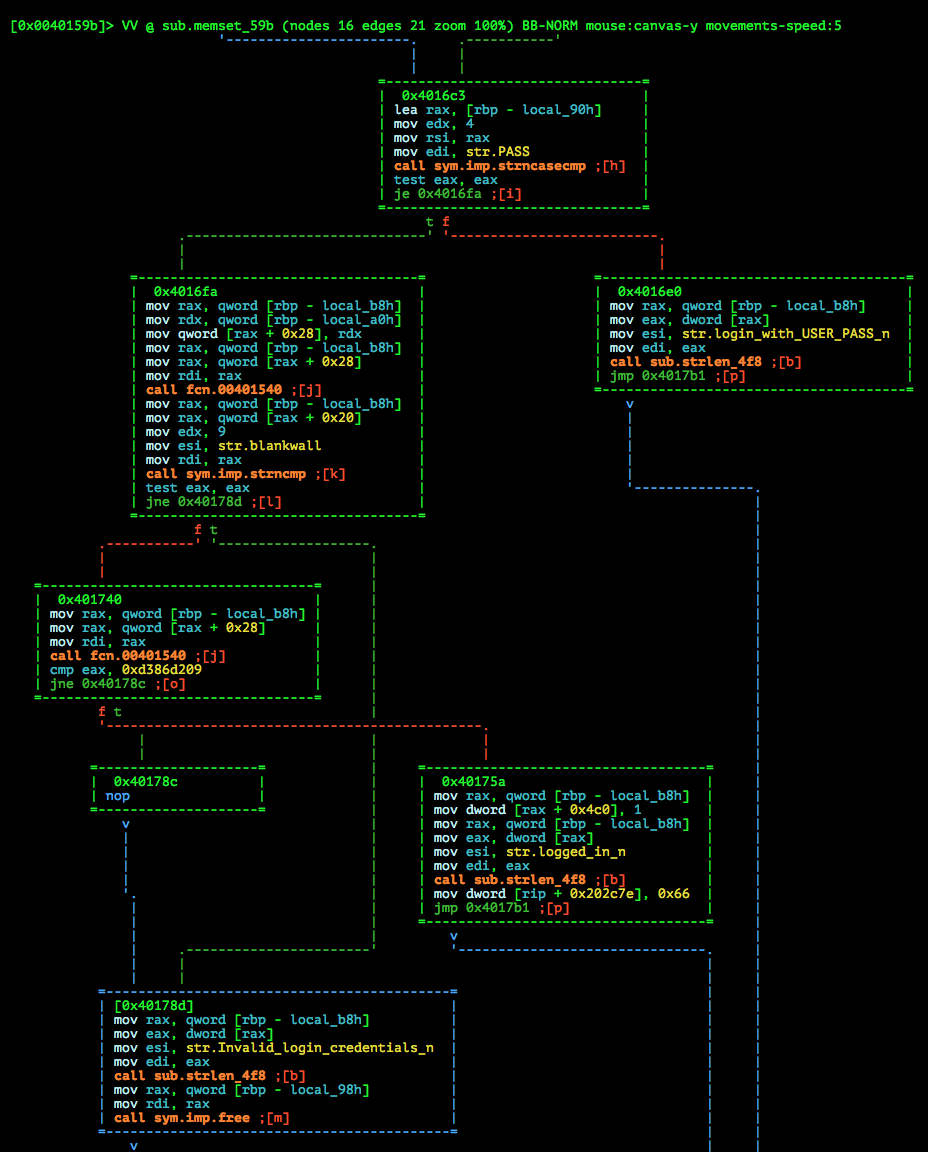 [0x0040159b]> VV @ sub.memset_59b (nodes 16 edges 21 zoom 100%) BB-NORM mouse:canvas-y movements-speed:5
0x4016c3
lea rax, [rbp - local_90h]
mov edx, 4
mov rsi, rax
mov edi, str.PASS
call sym.imp.strncasecmp ;[h]
test eax, eax
je 0x4016fa ;[i]
t f
0x4016fa
mov rax, qword [rbp - local_b8h]
mov rdx, qword [rbp - local_a0h]
mov qword [rax + 0x28], rdx
mov rax, qword [rbp - local_b8h]
mov rax, qword [rax + 0x28]
mov rdi, rax
call fcn.00401540 ;[j]
mov rax, qword [rbp - local_b8h]
mov rax, qword [rax + 0x20]
mov edx, 9
mov esi, str.blankwall
mov rdi, rax
call sym.imp.strncmp ;[k]
test eax, eax
jne 0x40178d ;[l]
f t
0x4016e0
mov rax, qword [rbp - local_b8h]
mov eax, dword [rax]
mov esi, str.login_with_USER_PASS_n
mov edi, eax
call sub.strlen_4f8 ;[b]
jmp 0x4017b1 ;[p]
v
0x401740
mov rax, qword [rbp - local_b8h]
mov rax, qword [rax + 0x28]
mov rdi, rax
call fcn.00401540 ;[j]
cmp eax, 0xd386d209
jne 0x40178c ;[o]
f t
0x40178c
nop
v
0x40175a
mov rax, qword [rbp - local_b8h]
mov dword [rax + 0x4c0], 1
mov rax, qword [rbp - local_b8h]
mov eax, dword [rax]
mov esi, str.logged_in_n
mov edi, eax
call sub.strlen_4f8 ;[b]
mov dword [rip + 0x202c7e], 0x66
jmp 0x4017b1 ;[p]
v
[0x40178d]
mov rax, qword [rbp - local_b8h]
mov eax, dword [rax]
mov esi, str.Invalid_login_credentials_n
mov edi, eax
call sub.strlen_4f8 ;[b]
mov rax, qword [rbp - local_98h]
mov rdi, rax
call sym.imp.free ;[m]
v